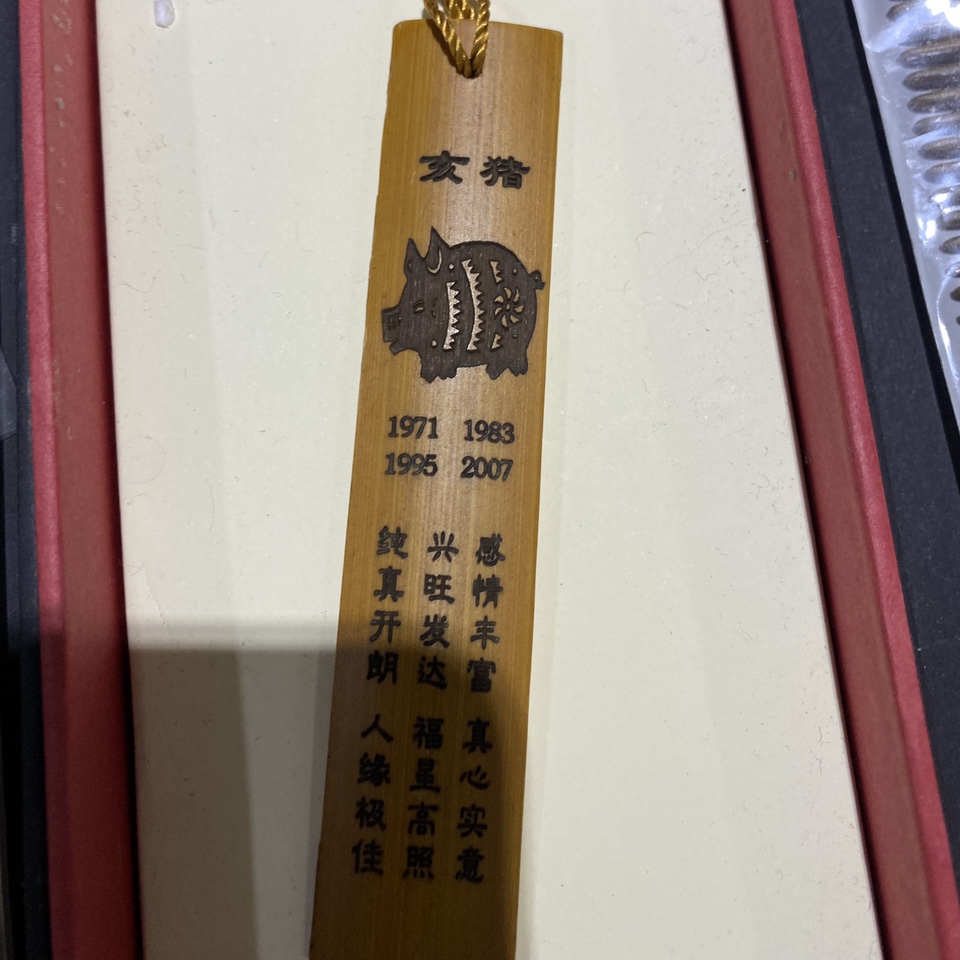 亥猪
1971 1983
1995 2007
感情丰富 真心实意
兴旺发达 福星高照
纯真开朗 人缘极佳